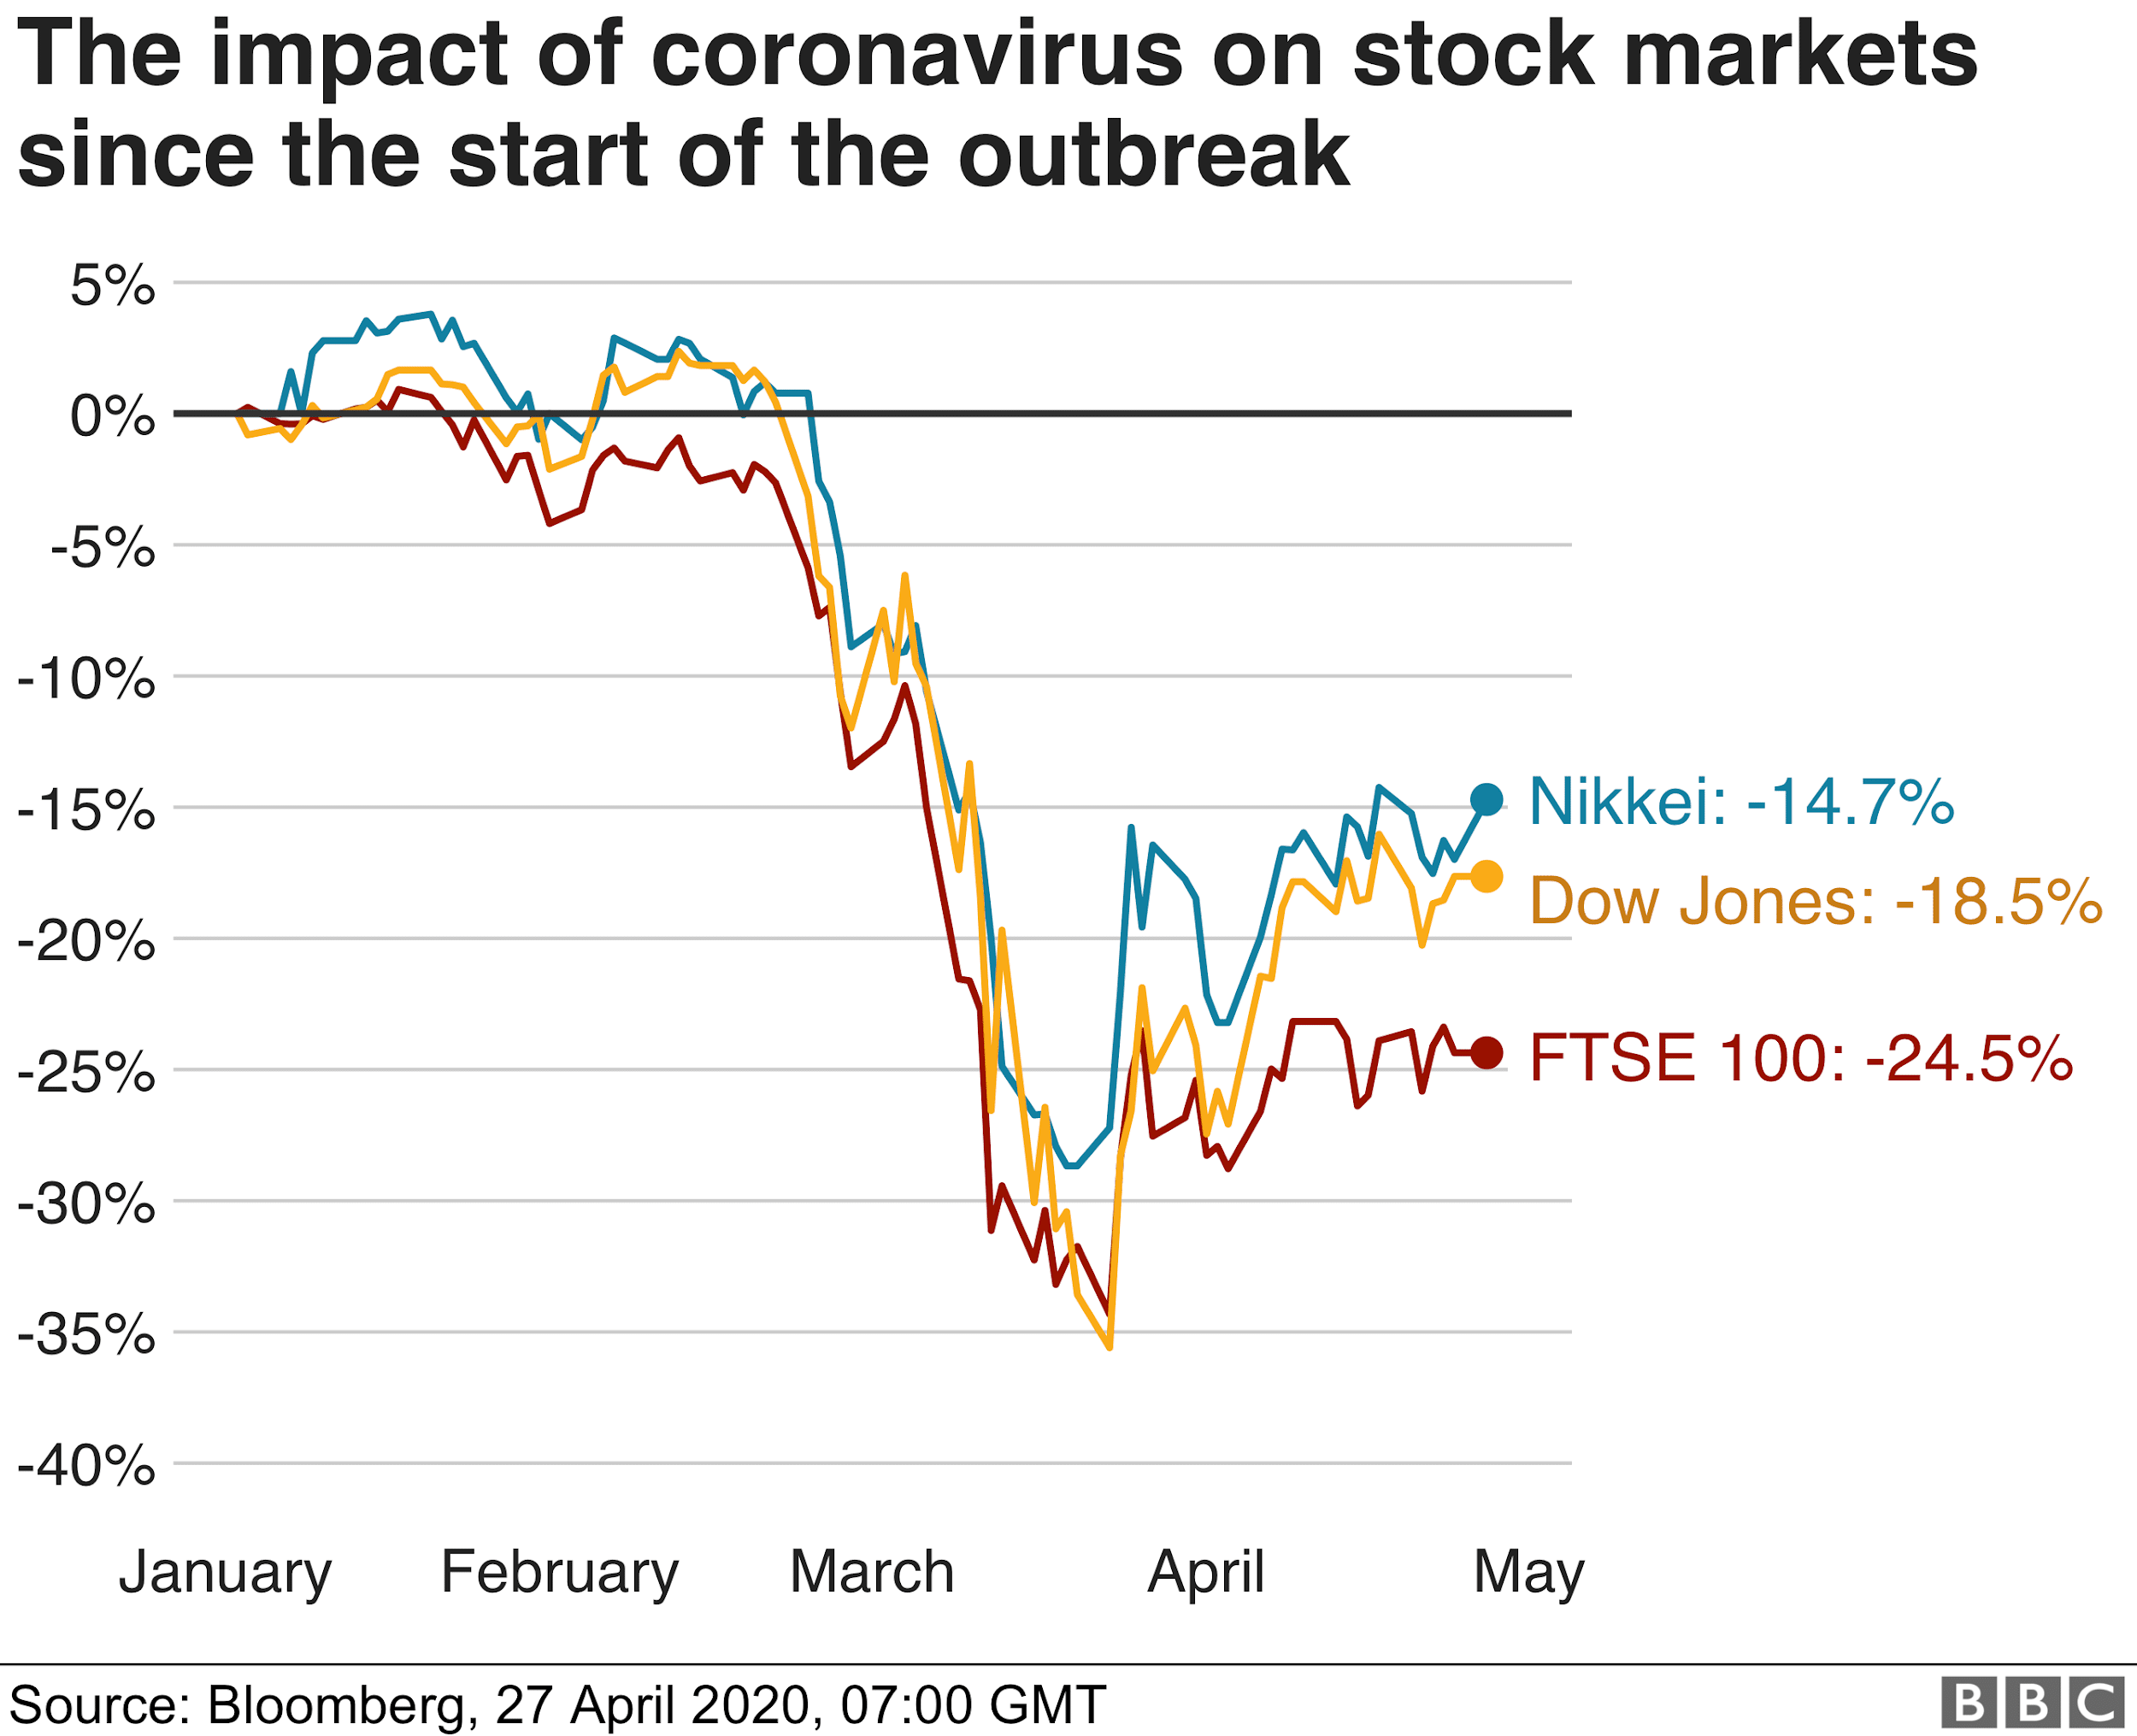 The impact of coronavirus on stock markets
since the start of the outbreak
5%
0%
-5%
-10%
-15%
-20%
-25%
-30%
-35%
-40%
Nikkei: -14.7%
Dow Jones: -18.5%
FTSE 100: -24.5%
January February March April May
Source: Bloomberg, 27 April 2020, 07:00 GMT
BBC